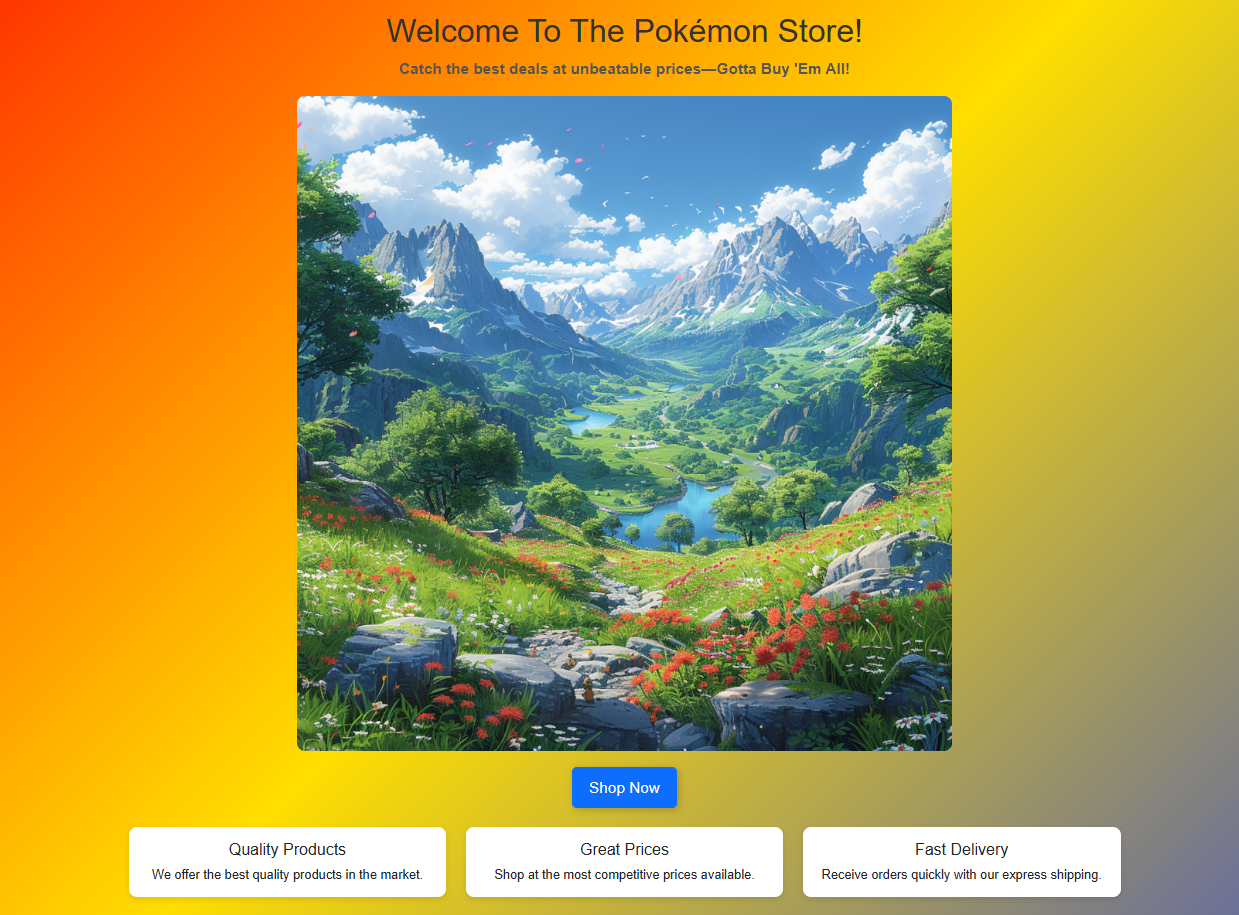 Welcome To The Pokémon Store!
Catch the best deals at unbeatable prices—Gotta Buy 'Em All!
Shop Now
Quality Products
We offer the best quality products in the market.
Great Prices
Shop at the most competitive prices available.
Fast Delivery
Receive orders quickly with our express shipping.